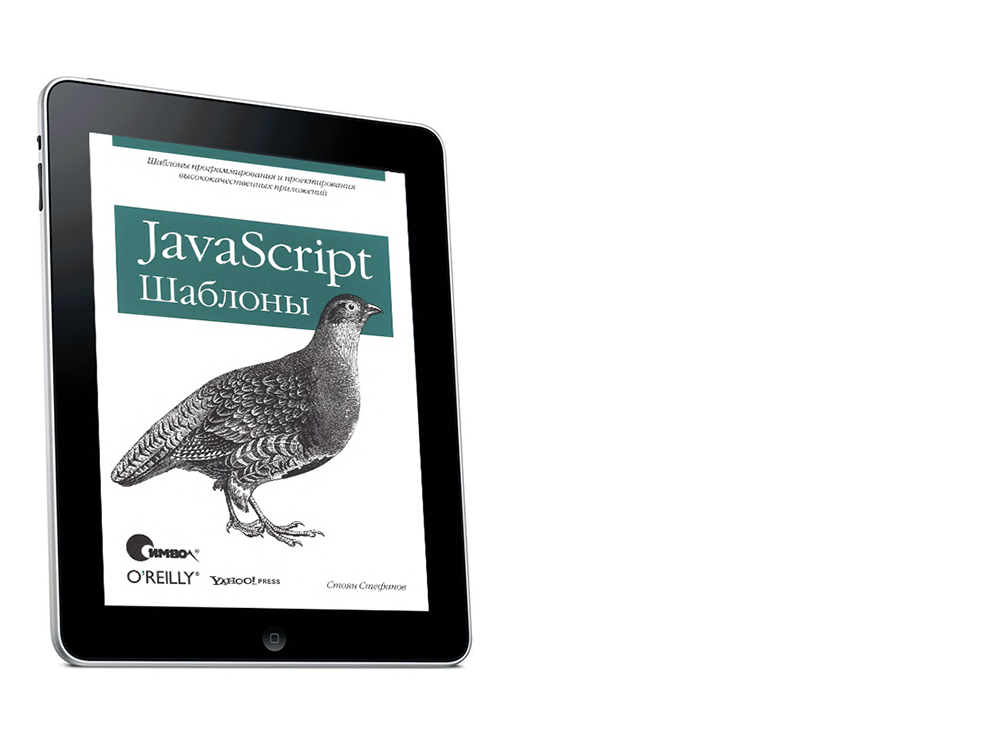 Шаблоны программирования и проектирования
высококачественных приложений
JavaScript
Шаблоны
Символ®
O'REILLY® YAHOO! PRESS
Стоян Стефанов